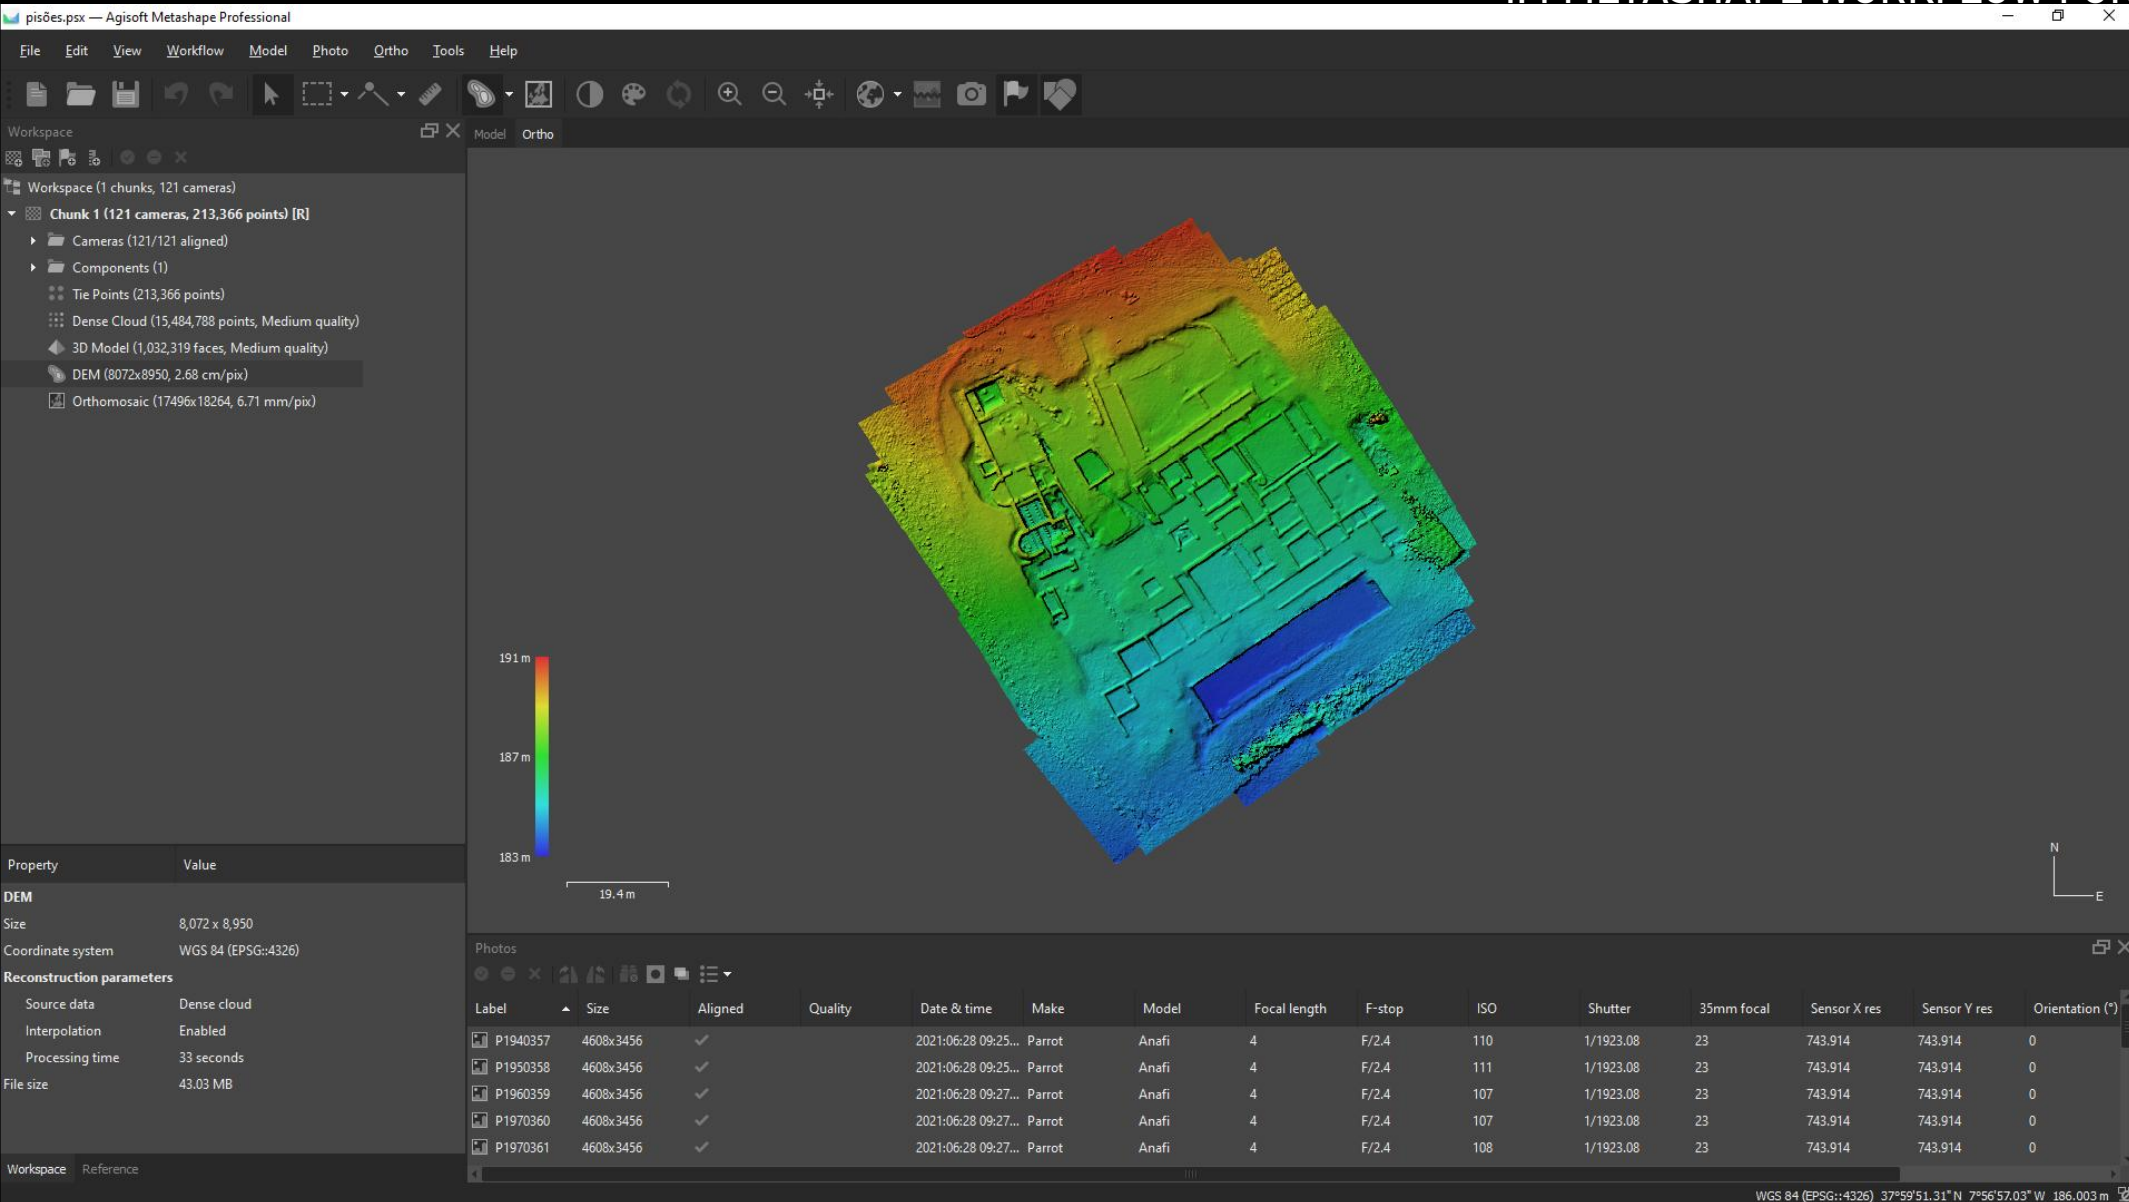 pisões.psx — Agisoft Metashape Professional
File Edit View Workflow Model Photo Ortho Tools Help
Workspace
Model Ortho
Workspace (1 chunks, 121 cameras)
Chunk 1 (121 cameras, 213,366 points) [R]
Cameras (121/121 aligned)
Components (1)
Tie Points (213,366 points)
Dense Cloud (15,484,788 points, Medium quality)
3D Model (1,032,319 faces, Medium quality)
DEM (8072x8950, 2.68 cm/pix)
Orthomosaic (17496x18264, 6.71 mm/pix)
191 m
187 m
183 m
19.4 m
N
E
Property Value
DEM
Size 8,072 x 8,950
Coordinate system WGS 84 (EPSG::4326)
Reconstruction parameters
Source data Dense cloud
Interpolation Enabled
Processing time 33 seconds
File size 43.03 MB
Workspace Reference
Photos
Label Size Aligned Quality Date & time Make Model Focal length F-stop ISO Shutter 35mm focal Sensor X res Sensor Y res Orientation (°)
P1940357 4608x3456 2021:06:28 09:25... Parrot Anafi 4 F/2.4 110 1/1923.08 23 743.914 743.914 0
P1950358 4608x3456 2021:06:28 09:25... Parrot Anafi 4 F/2.4 111 1/1923.08 23 743.914 743.914 0
P1960359 4608x3456 2021:06:28 09:27... Parrot Anafi 4 F/2.4 107 1/1923.08 23 743.914 743.914 0
P1970360 4608x3456 2021:06:28 09:27... Parrot Anafi 4 F/2.4 107 1/1923.08 23 743.914 743.914 0
P1970361 4608x3456 2021:06:28 09:27... Parrot Anafi 4 F/2.4 108 1/1923.08 23 743.914 743.914 0
WGS 84 (EPSG::4326) 37°59'51.31" N 7°56'57.03" W 186.003 m